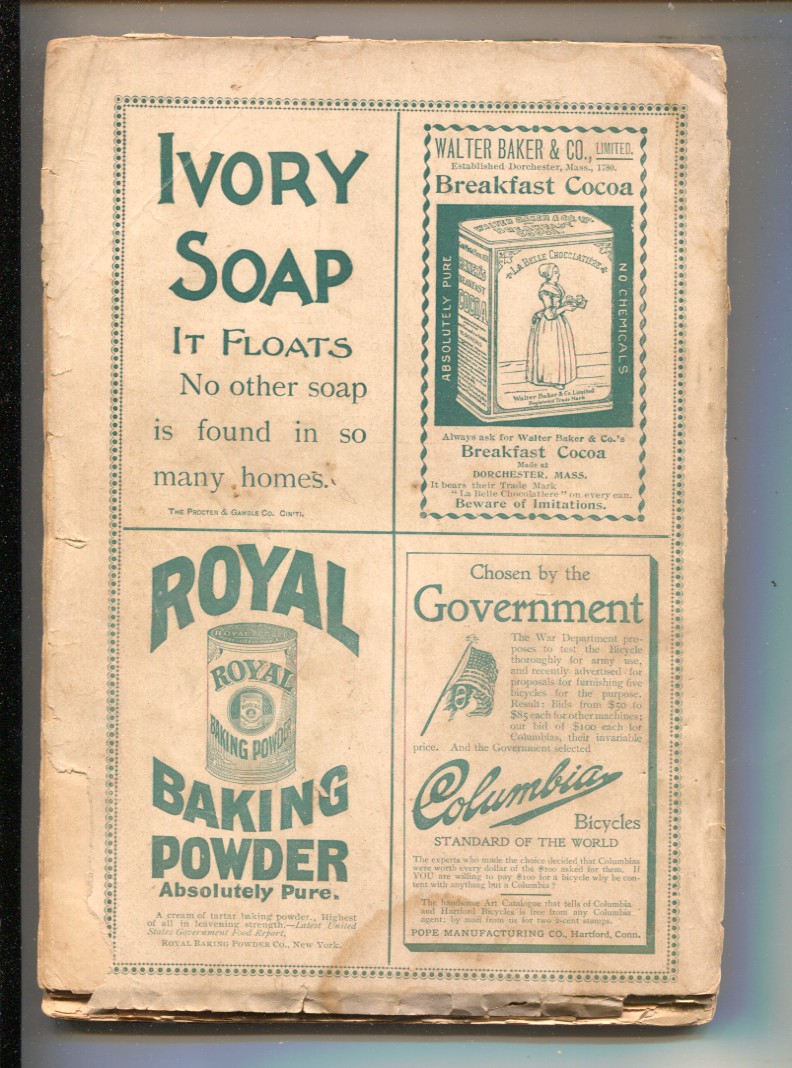 IVORY
SOAP
IT FLOATS
No other soap
is found in so
many homes.
THE PROCTER & GAMBLE CO. CIN'TI.
WALTER BAKER & CO., LIMITED.
Established Dorchester, Mass., 1780.
Breakfast Cocoa
WALTER BAKER & CO.
BREAKFAST
COCOA
LA BELLE CHOCOLATIÈRE
COCOA
ABSOLUTELY PURE
NO CHEMICALS
Walter Baker & Co. Limited
Registered Trade Mark
Always ask for Walter Baker & Co.'s
Breakfast Cocoa
Made at
DORCHESTER, MASS.
It bears their Trade Mark
"La Belle Chocolatiere" on every can.
Beware of Imitations.
ROYAL
ROYAL
BAKING POWDER
BAKING
POWDER
Absolutely Pure.
A cream of tartar baking powder. Highest
of all in leavening strength.—Latest United
States Government Food Report.
ROYAL BAKING POWDER CO., New York.
Chosen by the
Government
The War Department pro-
poses to test the Bicycle
thoroughly for army use,
and recently advertised for
proposals for furnishing five
bicycles for the purpose.
Result: Bids from $50 to
$85 each for other machines;
our bid of $100 each for
Columbias, their invariable
price. And the Government selected
Columbia
Bicycles
STANDARD OF THE WORLD
The experts who made the choice decided that Columbias
were worth every dollar of the $100 asked for them. If
YOU are willing to pay $100 for a bicycle why be con-
tent with anything but a Columbia?
The handsome Art Catalogue that tells of Columbia
and Hartford Bicycles is free from any Columbia
agent; by mail from us for two 2-cent stamps.
POPE MANUFACTURING CO., Hartford, Conn.